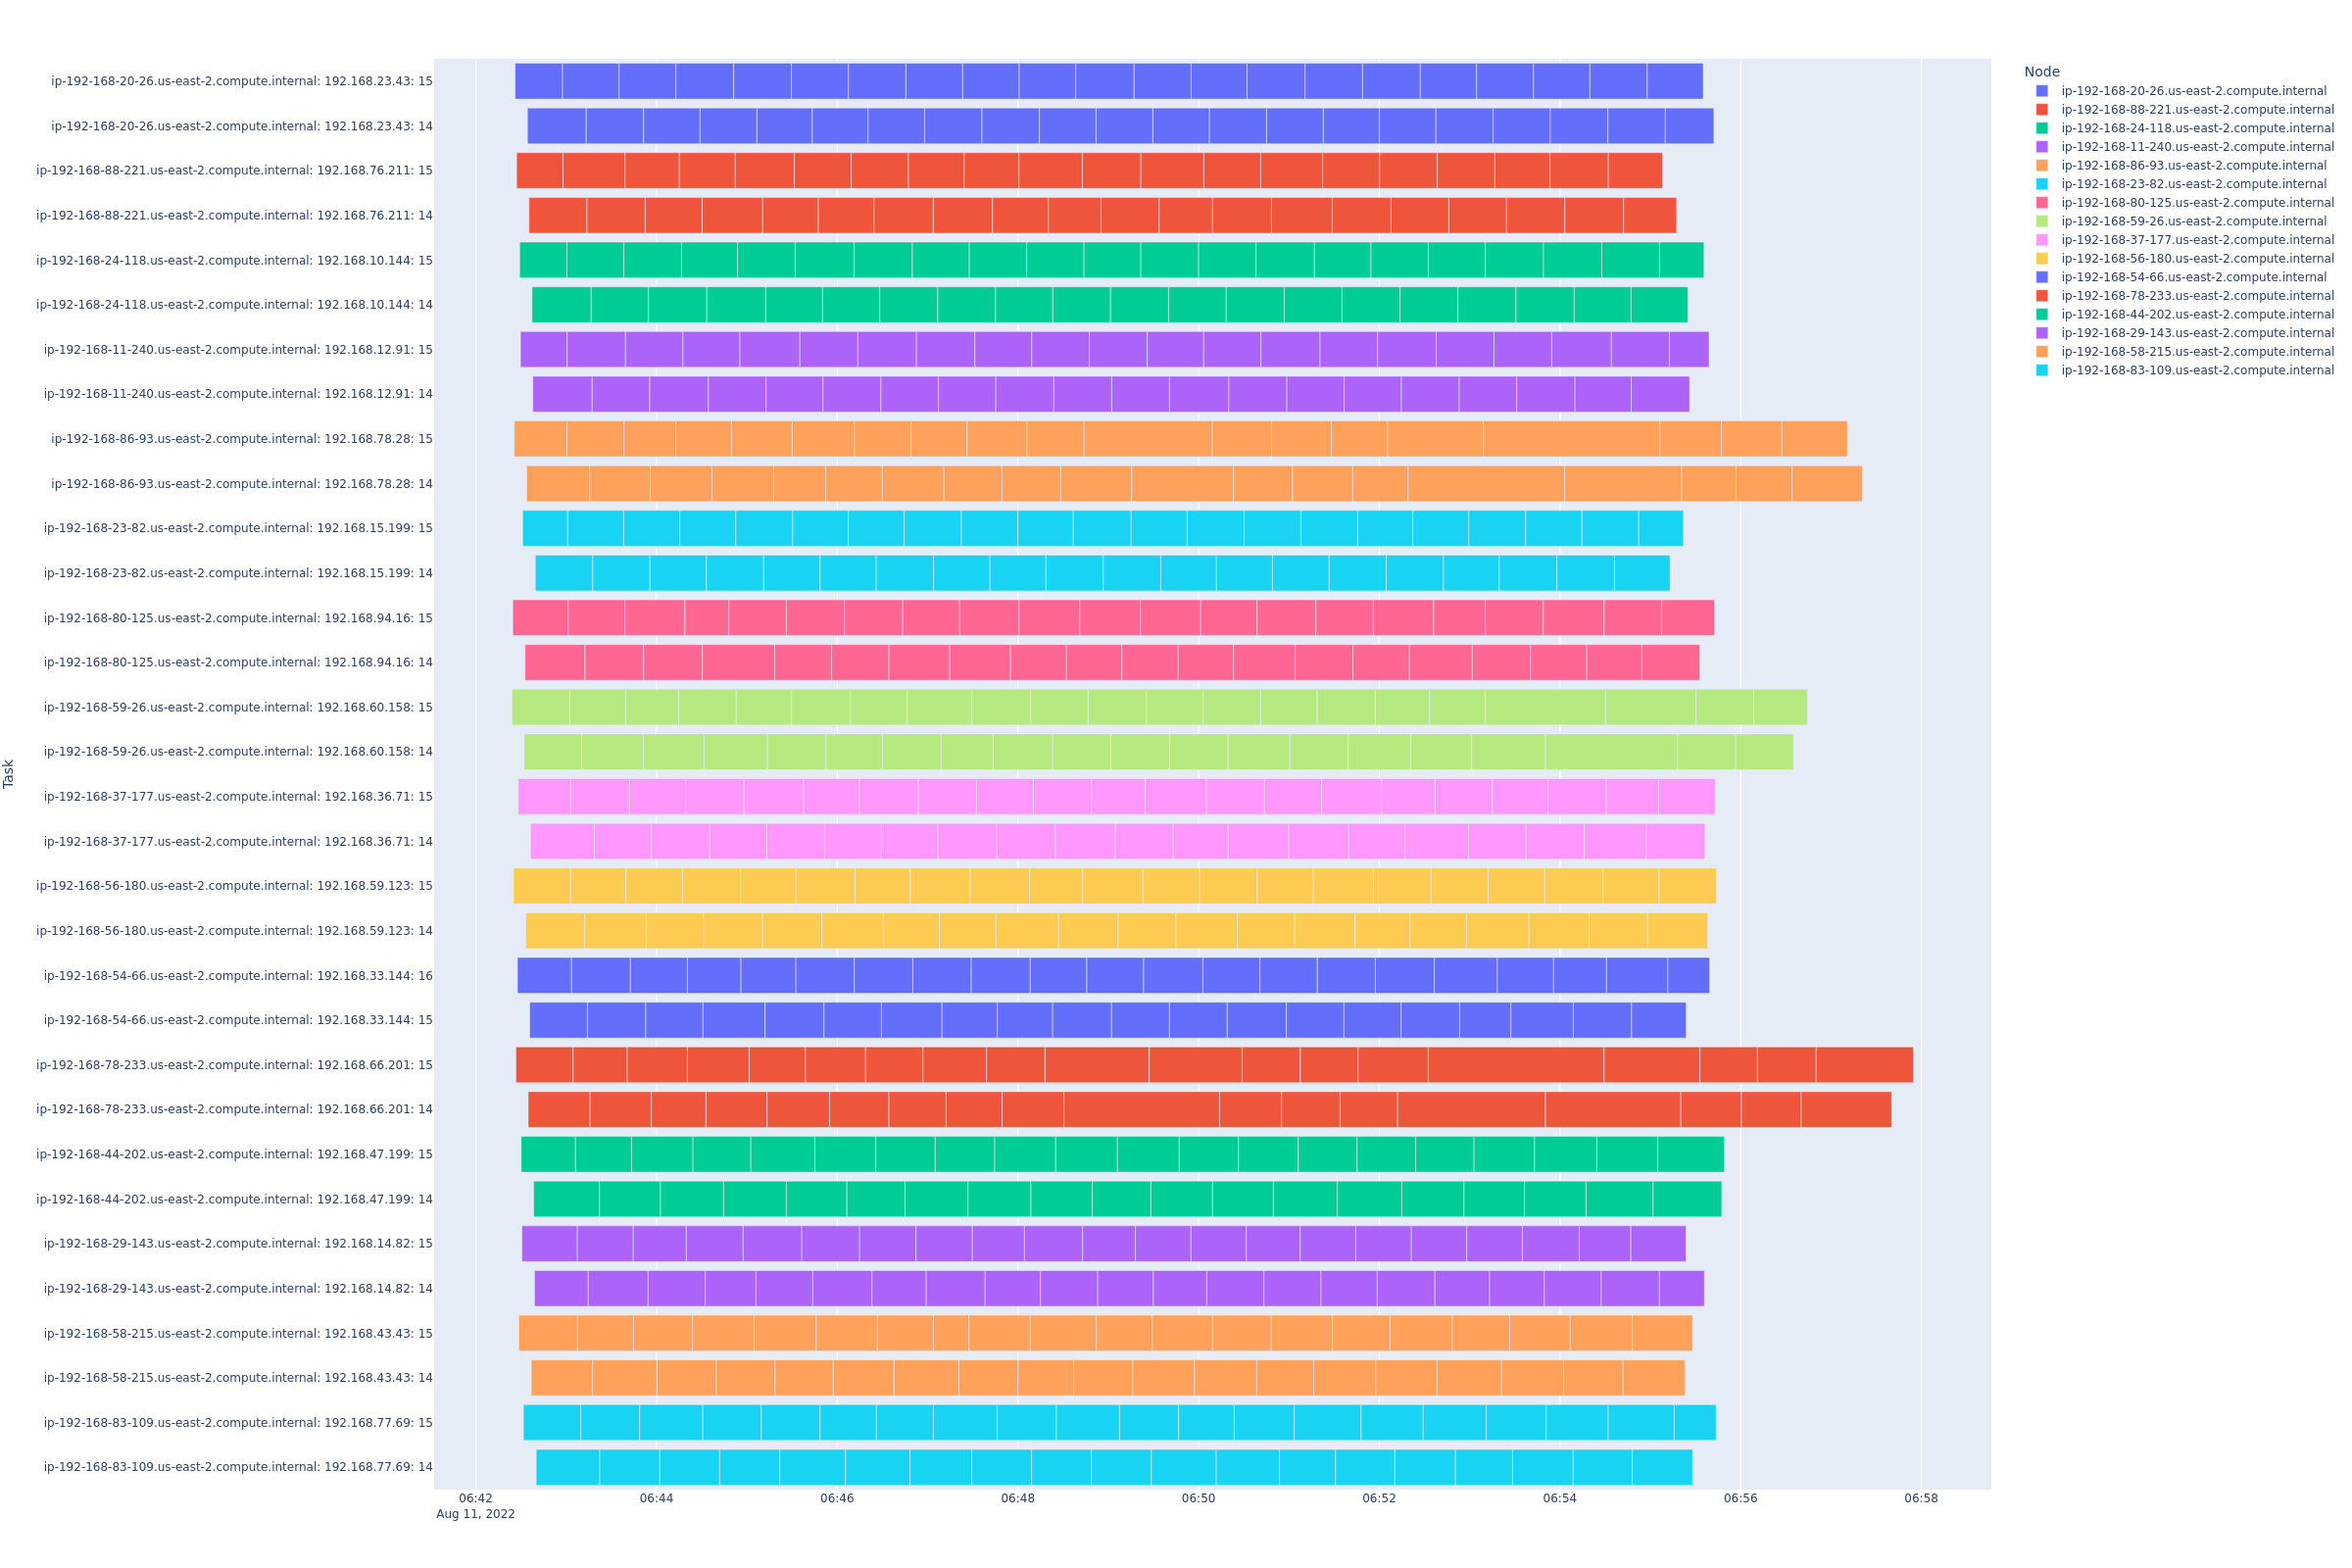 ip-192-168-20-26.us-east-2.compute.internal: 192.168.23.43: 15
ip-192-168-20-26.us-east-2.compute.internal: 192.168.23.43: 14
ip-192-168-88-221.us-east-2.compute.internal: 192.168.76.211: 15
ip-192-168-88-221.us-east-2.compute.internal: 192.168.76.211: 14
ip-192-168-24-118.us-east-2.compute.internal: 192.168.10.144: 15
ip-192-168-24-118.us-east-2.compute.internal: 192.168.10.144: 14
ip-192-168-11-240.us-east-2.compute.internal: 192.168.12.91: 15
ip-192-168-11-240.us-east-2.compute.internal: 192.168.12.91: 14
ip-192-168-86-93.us-east-2.compute.internal: 192.168.78.28: 15
ip-192-168-86-93.us-east-2.compute.internal: 192.168.78.28: 14
ip-192-168-23-82.us-east-2.compute.internal: 192.168.15.199: 15
ip-192-168-23-82.us-east-2.compute.internal: 192.168.15.199: 14
ip-192-168-80-125.us-east-2.compute.internal: 192.168.94.16: 15
ip-192-168-80-125.us-east-2.compute.internal: 192.168.94.16: 14
ip-192-168-59-26.us-east-2.compute.internal: 192.168.60.158: 15
ip-192-168-59-26.us-east-2.compute.internal: 192.168.60.158: 14
ip-192-168-37-177.us-east-2.compute.internal: 192.168.36.71: 15
ip-192-168-37-177.us-east-2.compute.internal: 192.168.36.71: 14
ip-192-168-56-180.us-east-2.compute.internal: 192.168.59.123: 15
ip-192-168-56-180.us-east-2.compute.internal: 192.168.59.123: 14
ip-192-168-54-66.us-east-2.compute.internal: 192.168.33.144: 16
ip-192-168-54-66.us-east-2.compute.internal: 192.168.33.144: 15
ip-192-168-78-233.us-east-2.compute.internal: 192.168.66.201: 15
ip-192-168-78-233.us-east-2.compute.internal: 192.168.66.201: 14
ip-192-168-44-202.us-east-2.compute.internal: 192.168.47.199: 15
ip-192-168-44-202.us-east-2.compute.internal: 192.168.47.199: 14
ip-192-168-29-143.us-east-2.compute.internal: 192.168.14.82: 15
ip-192-168-29-143.us-east-2.compute.internal: 192.168.14.82: 14
ip-192-168-58-215.us-east-2.compute.internal: 192.168.43.43: 15
ip-192-168-58-215.us-east-2.compute.internal: 192.168.43.43: 14
ip-192-168-83-109.us-east-2.compute.internal: 192.168.77.69: 15
ip-192-168-83-109.us-east-2.compute.internal: 192.168.77.69: 14
Task
06:42 06:44 06:46 06:48 06:50 06:52 06:54 06:56 06:58
Aug 11, 2022
Node
ip-192-168-20-26.us-east-2.compute.internal
ip-192-168-88-221.us-east-2.compute.internal
ip-192-168-24-118.us-east-2.compute.internal
ip-192-168-11-240.us-east-2.compute.internal
ip-192-168-86-93.us-east-2.compute.internal
ip-192-168-23-82.us-east-2.compute.internal
ip-192-168-80-125.us-east-2.compute.internal
ip-192-168-59-26.us-east-2.compute.internal
ip-192-168-37-177.us-east-2.compute.internal
ip-192-168-56-180.us-east-2.compute.internal
ip-192-168-54-66.us-east-2.compute.internal
ip-192-168-78-233.us-east-2.compute.internal
ip-192-168-44-202.us-east-2.compute.internal
ip-192-168-29-143.us-east-2.compute.internal
ip-192-168-58-215.us-east-2.compute.internal
ip-192-168-83-109.us-east-2.compute.internal